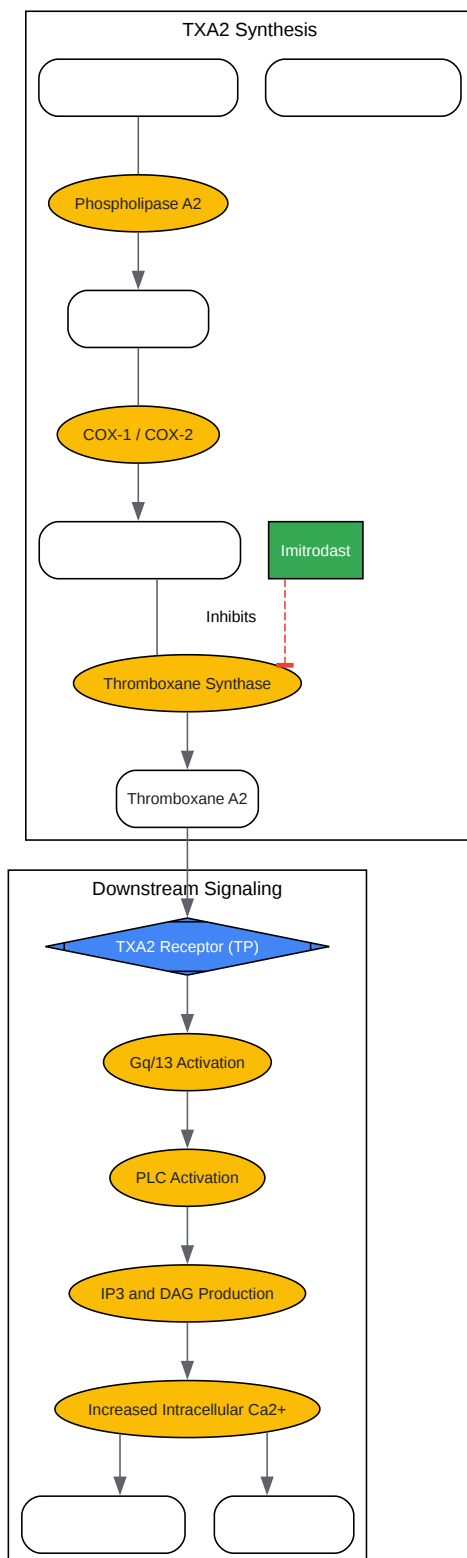 TXA2 Synthesis
Phospholipase A2
COX-1 / COX-2
Imitrodast
Inhibits
Thromboxane Synthase
Thromboxane A2
Downstream Signaling
TXA2 Receptor (TP)
Gq/13 Activation
PLC Activation
IP3 and DAG Production
Increased Intracellular Ca2+